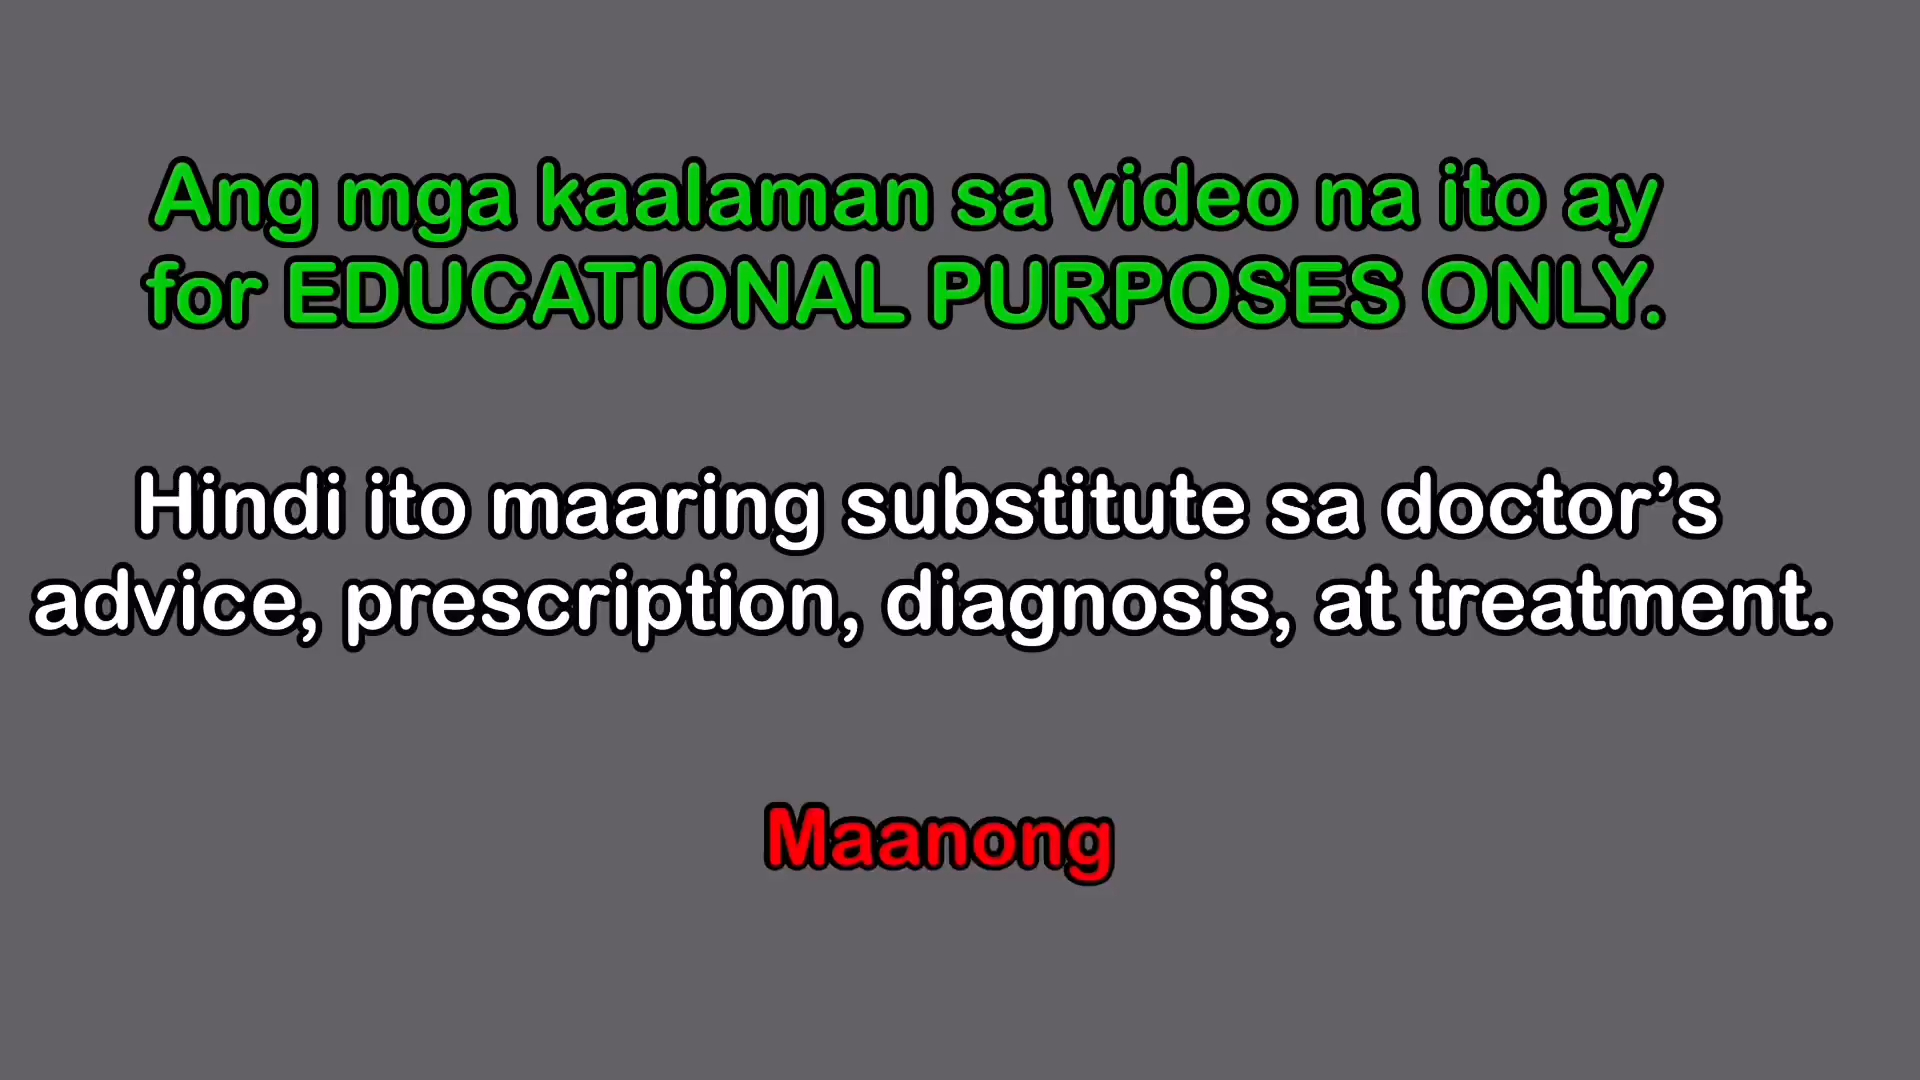 Ang mga kaalaman sa video na ito ay
for EDUCATIONAL PURPOSES ONLY.
Hindi ito maaring substitute sa doctor’s
advice, prescription, diagnosis, at treatment.
Maanong